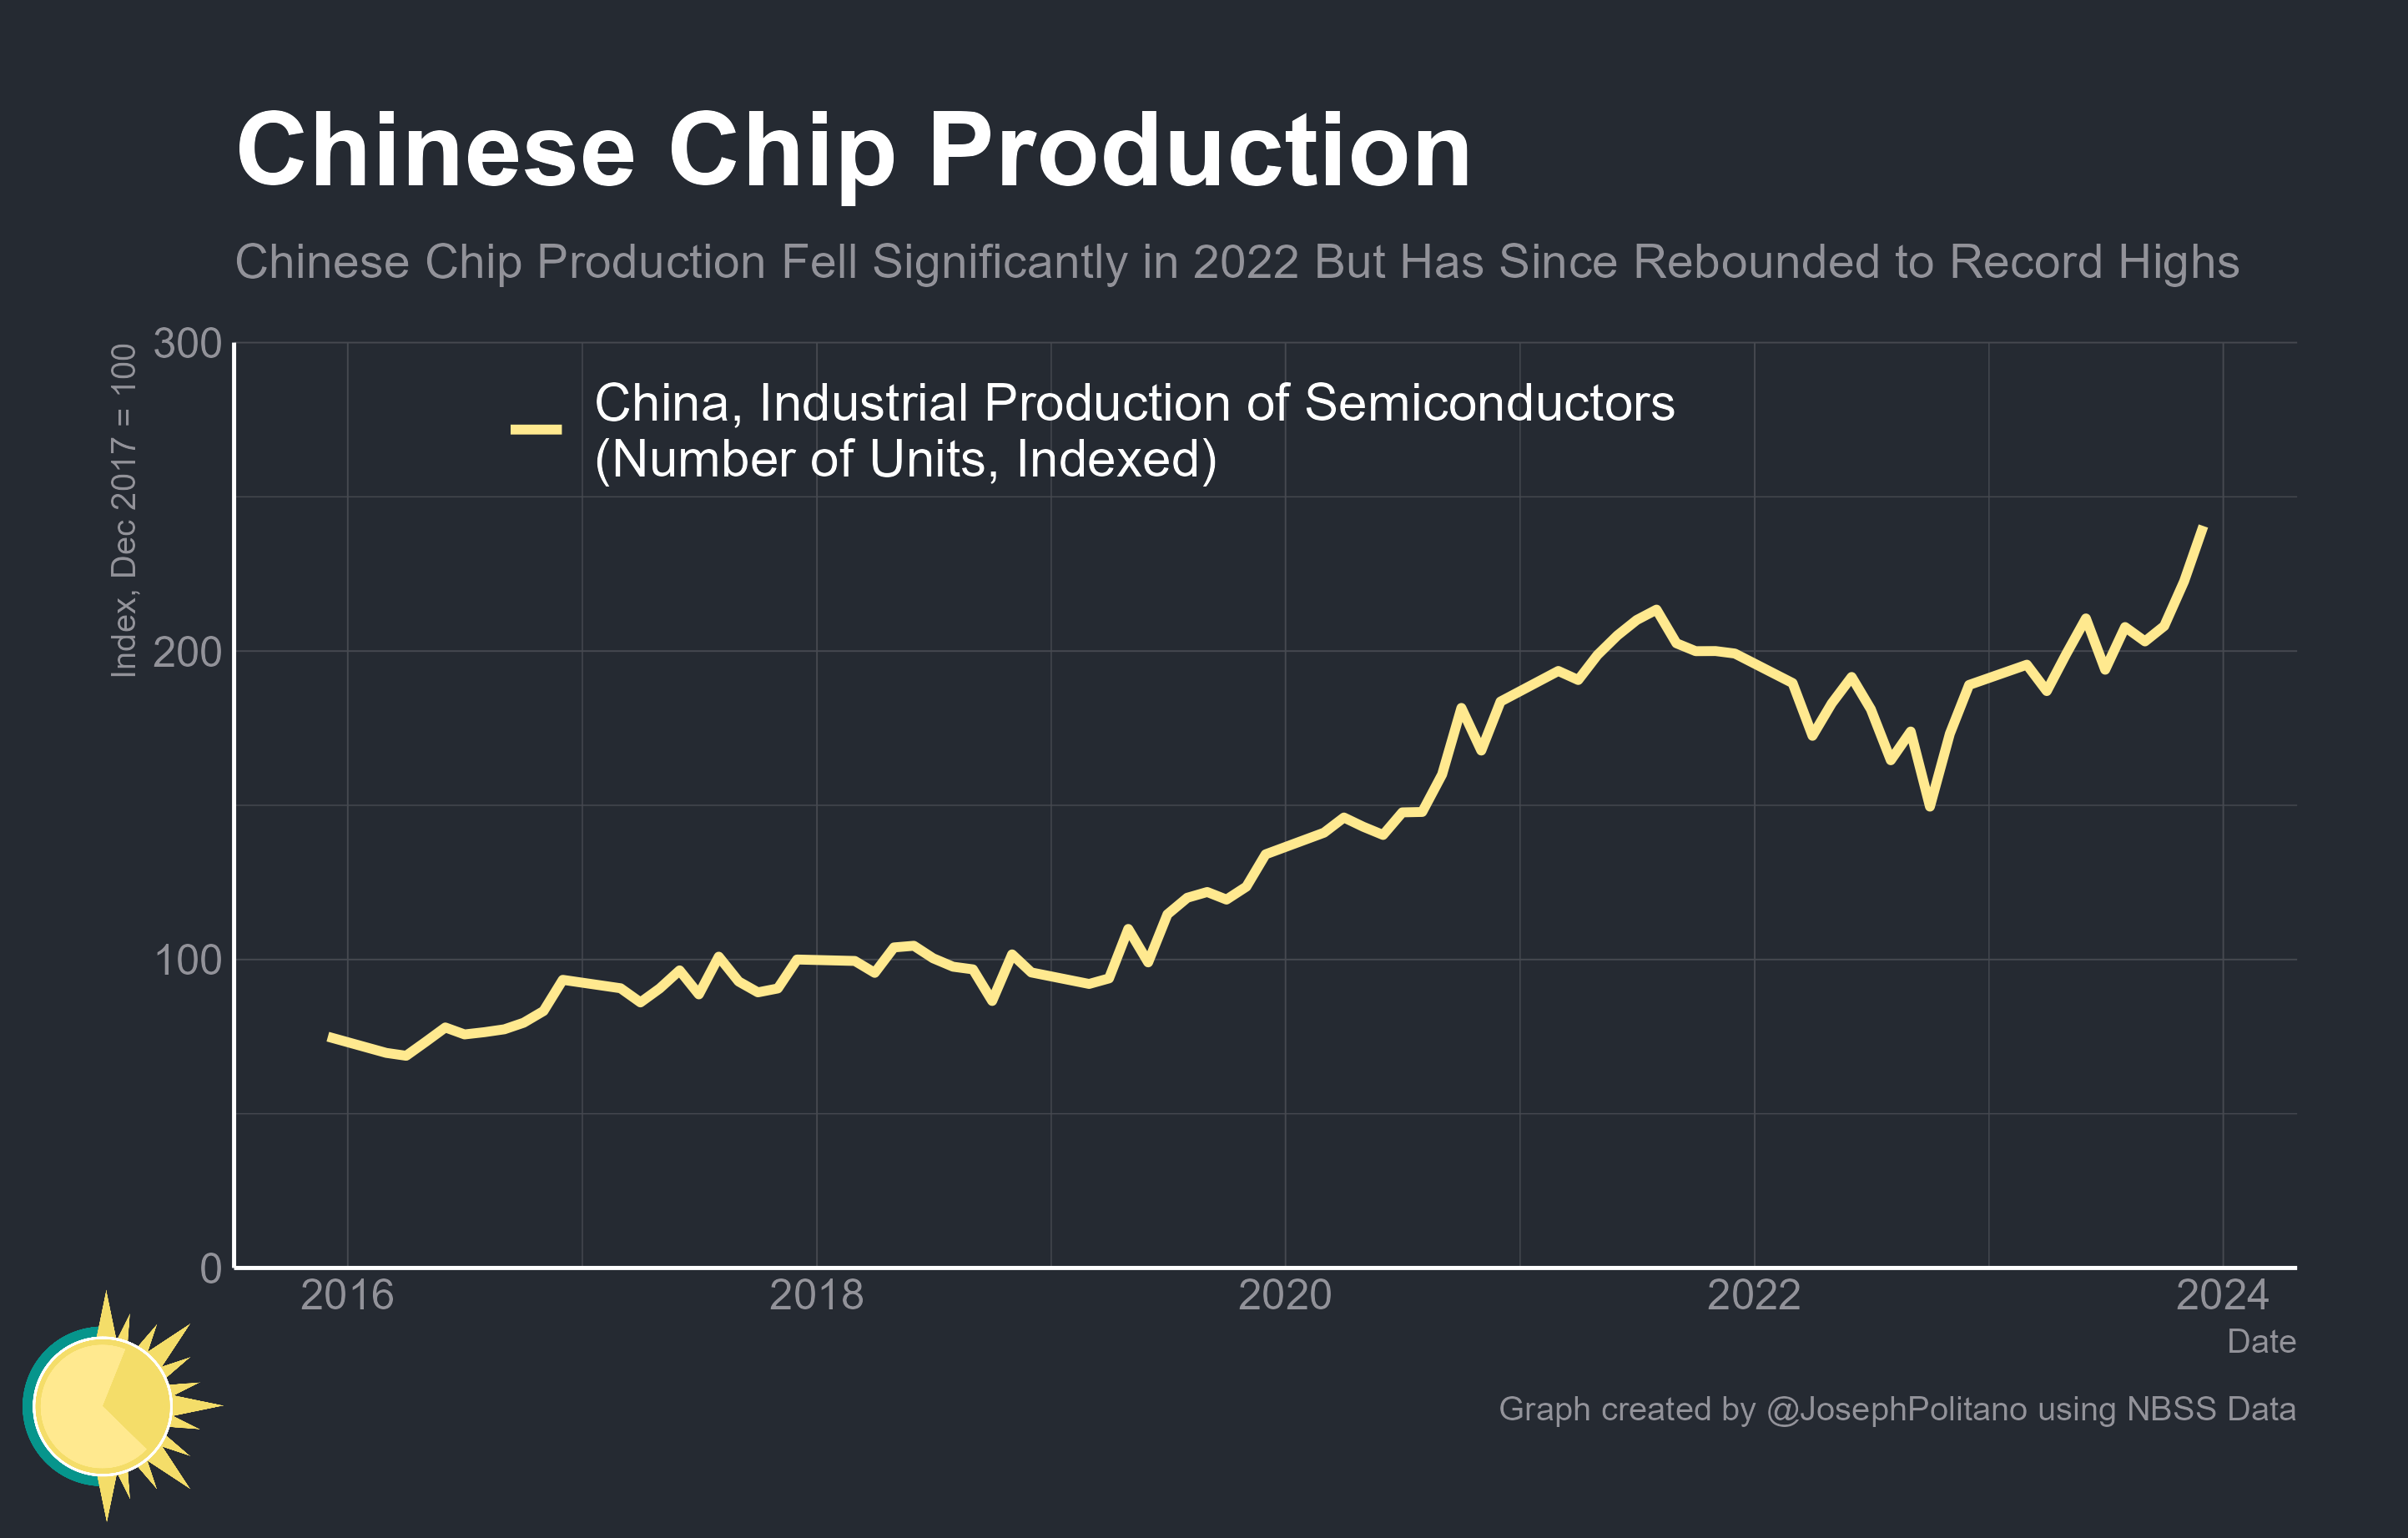 Chinese Chip Production
Chinese Chip Production Fell Significantly in 2022 But Has Since Rebounded to Record Highs
Index, Dec 2017 = 100
300
200
100
0
China, Industrial Production of Semiconductors
(Number of Units, Indexed)
2016
2018
2020
2022
2024
Date
Graph created by @JosephPolitano using NBSS Data